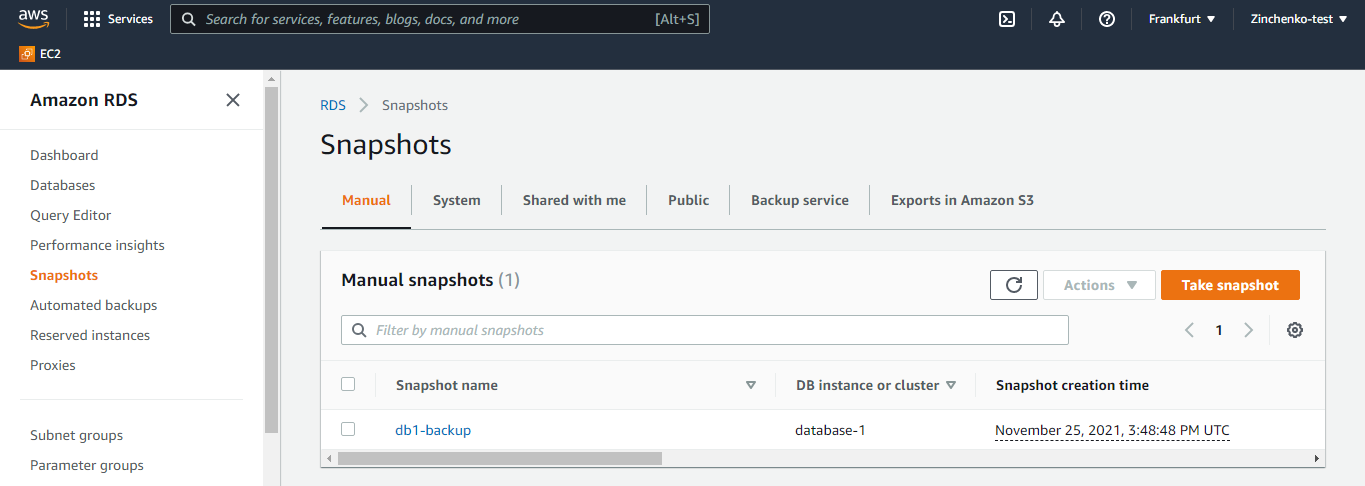 aws Services Search for services, features, blogs, docs, and more [Alt+S] Frankfurt Zinchenko-test
EC2
Amazon RDS
Dashboard
Databases
Query Editor
Performance insights
Snapshots
Automated backups
Reserved instances
Proxies
Subnet groups
Parameter groups
RDS Snapshots
Snapshots
Manual System Shared with me Public Backup service Exports in Amazon S3
Manual snapshots (1) Actions Take snapshot
Filter by manual snapshots 1
Snapshot name DB instance or cluster Snapshot creation time
db1-backup database-1 November 25, 2021, 3:48:48 PM UTC